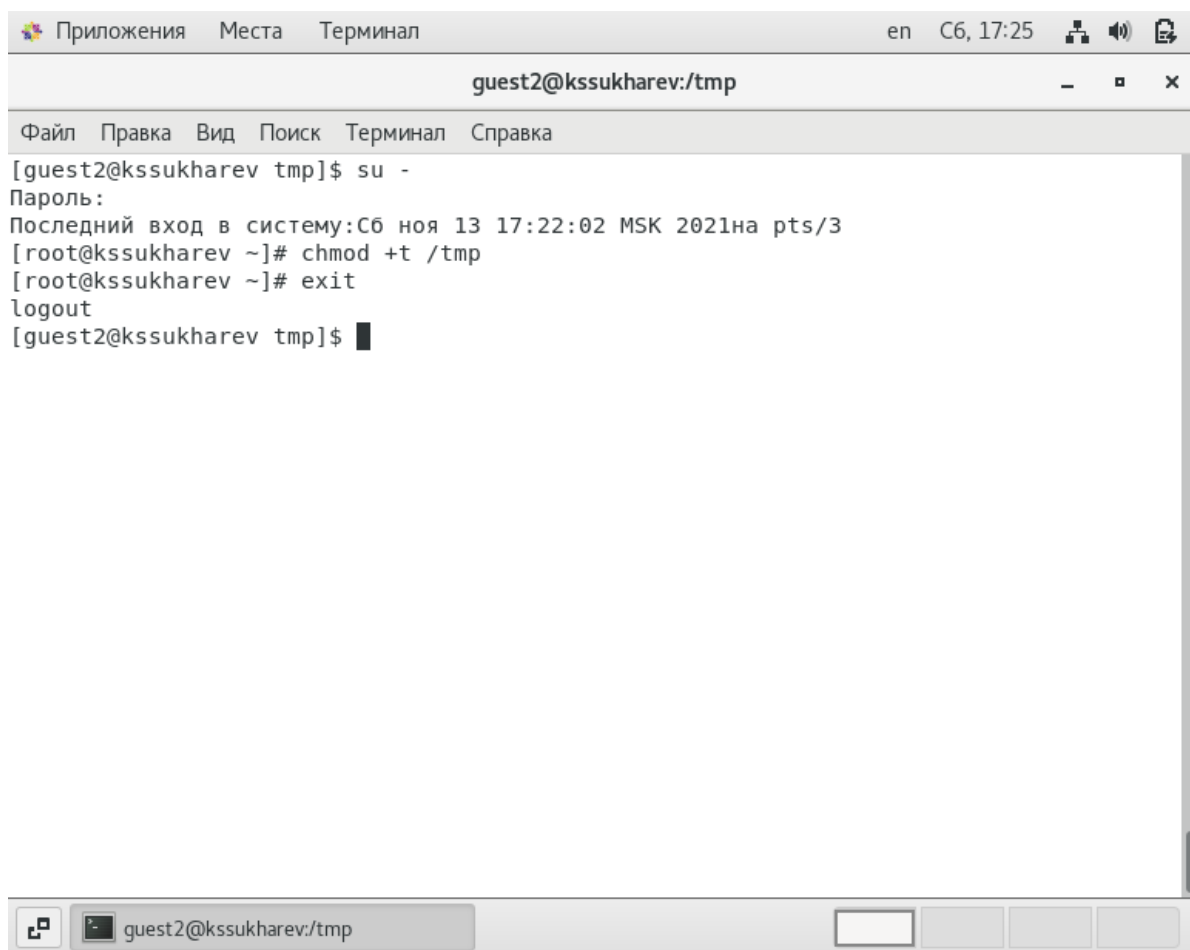 Приложения Места Терминал en Сб, 17:25
guest2@kssukharev:/tmp
Файл Правка Вид Поиск Терминал Справка
[guest2@kssukharev tmp]$ su -
Пароль:
Последний вход в систему:Сб ноя 13 17:22:02 MSK 2021на pts/3
[root@kssukharev ~]# chmod +t /tmp
[root@kssukharev ~]# exit
logout
[guest2@kssukharev tmp]$
guest2@kssukharev:/tmp